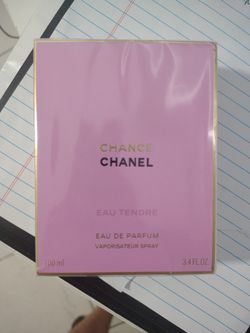 CHANCE
CHANEL
EAU TENDRE
EAU DE PARFUM
VAPORISATEUR SPRAY
100 ml 3.4 FL.OZ